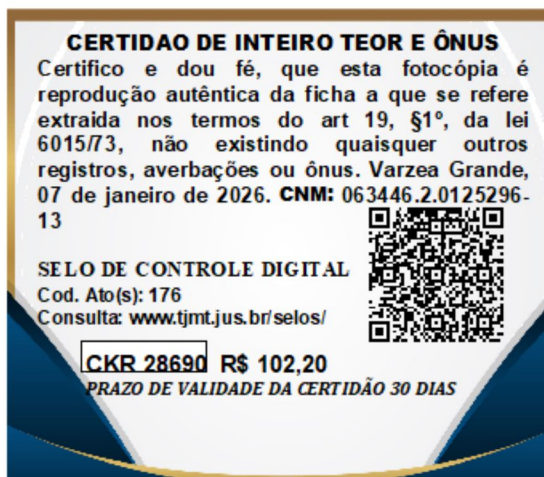 CERTIDAO DE INTEIRO TEOR E ÔNUS
Certifico e dou fé, que esta fotocópia é
reprodução autêntica da ficha a que se refere
extraida nos termos do art 19, §1º, da lei
6015/73, não existindo quaisquer outros
registros, averbações ou ônus. Varzea Grande,
07 de janeiro de 2026. CNM: 063446.2.0125296-
13
SELO DE CONTROLE DIGITAL
Cod. Ato(s): 176
Consulta: www.tjmt.jus.br/selos/
CKR 28690 R$ 102,20
PRAZO DE VALIDADE DA CERTIDÃO 30 DIAS